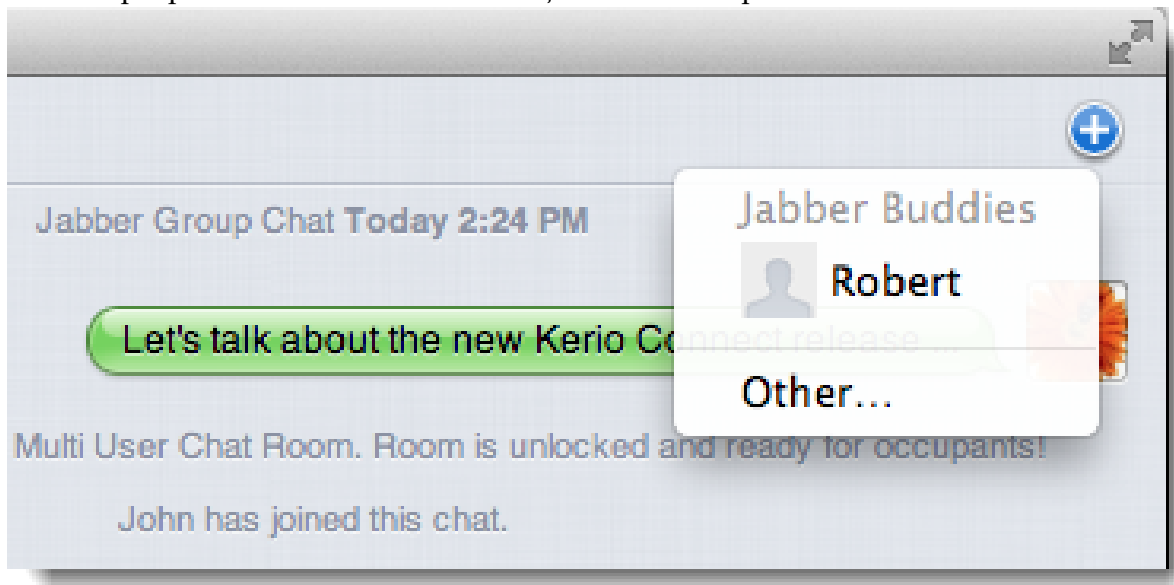 Jabber Group Chat Today 2:24 PM
Jabber Buddies
Robert
Let's talk about the new Kerio Connect release ...
Other...
Multi User Chat Room. Room is unlocked and ready for occupants!
John has joined this chat.